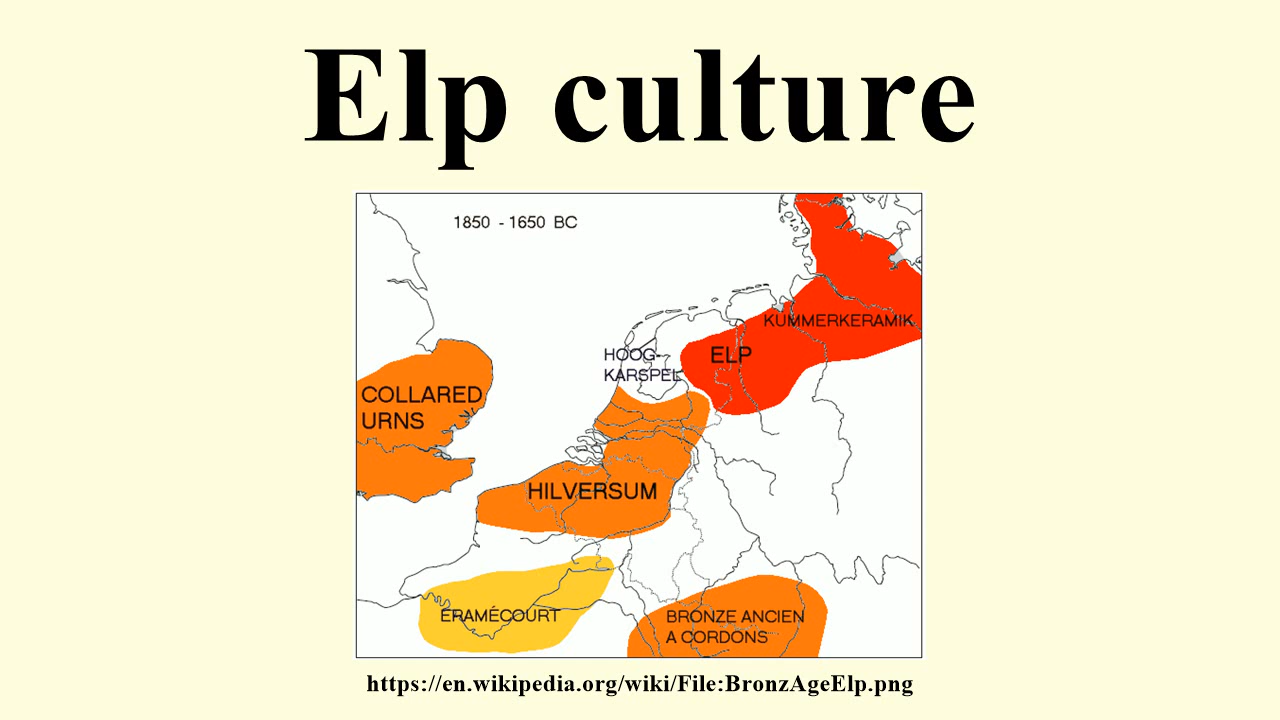 Elp culture
1850 - 1650 BC
KUMMERKERAMIK
ELP
HOOG-
KARSPEL
COLLARED
URNS
HILVERSUM
ÉRAMÉCOURT
BRONZE ANCIEN
A CORDONS
https://en.wikipedia.org/wiki/File:BronzAgeElp.png